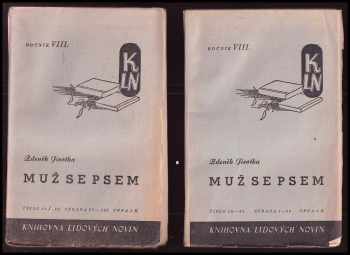 ROČNÍK VIII.
KLN
Zdeněk Jirotka
MUŽ SE PSEM
KNIHOVNA LIDOVÝCH NOVIN
ROČNÍK VIII.
KLN
Zdeněk Jirotka
MUŽ SE PSEM
KNIHOVNA LIDOVÝCH NOVIN